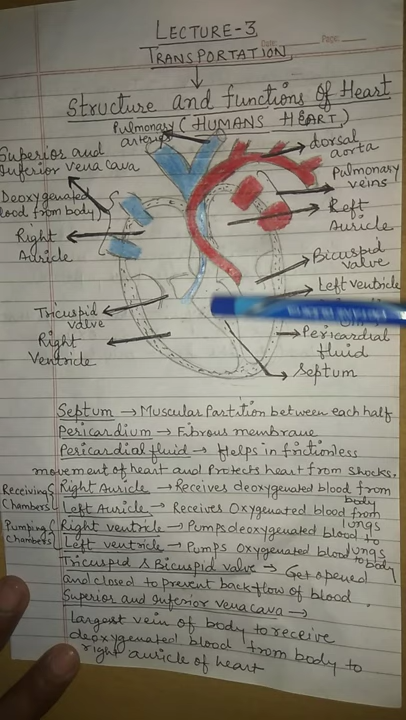 LECTURE-3
Date: Page:
TRANSPORTATION
Structure and functions of Heart
(HUMANS HEART)
Pulmonary
arteries
dorsal
aorta
Superior and
Inferior vena cava
Pulmonary
veins
Deoxygenated
blood from body
Left
Auricle
Right
Auricle
Bicuspid
valve
Left ventricle
Tricuspid
valve
Pericardial
fluid
Right
Ventricle
Septum
Septum → Muscular Partition between each half
Pericardium → Fibrous membrane
Pericardial fluid → Helps in frictionless
movement of heart and Protects heart from shocks.
Receiving Chambers
Right Auricle → Receives deoxygenated blood from body
Left Auricle → Receives Oxygenated blood from lungs
Pumping Chambers
Right ventricle → Pumps deoxygenated blood to lungs
Left ventricle → Pumps Oxygenated blood to body
Tricuspid & Bicuspid valve → Get opened
and closed to prevent backflow of blood.
Superior and Inferior venacava →
Largest vein of body to receive
deoxygenated blood from body to
right auricle of heart